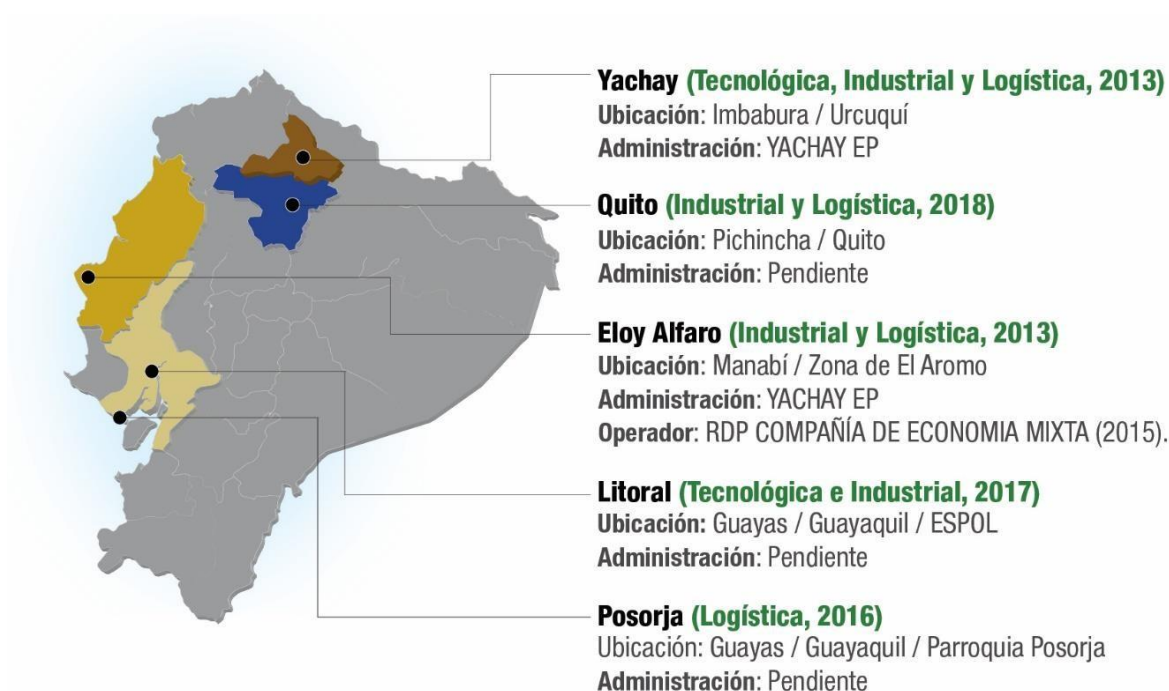 Yachay (Tecnológica, Industrial y Logística, 2013)
Ubicación: Imbabura / Urcuquí
Administración: YACHAY EP
Quito (Industrial y Logística, 2018)
Ubicación: Pichincha / Quito
Administración: Pendiente
Eloy Alfaro (Industrial y Logística, 2013)
Ubicación: Manabí / Zona de El Aromo
Administración: YACHAY EP
Operador: RDP COMPAÑÍA DE ECONOMIA MIXTA (2015).
Litoral (Tecnológica e Industrial, 2017)
Ubicación: Guayas / Guayaquil / ESPOL
Administración: Pendiente
Posorja (Logística, 2016)
Ubicación: Guayas / Guayaquil / Parroquia Posorja
Administración: Pendiente